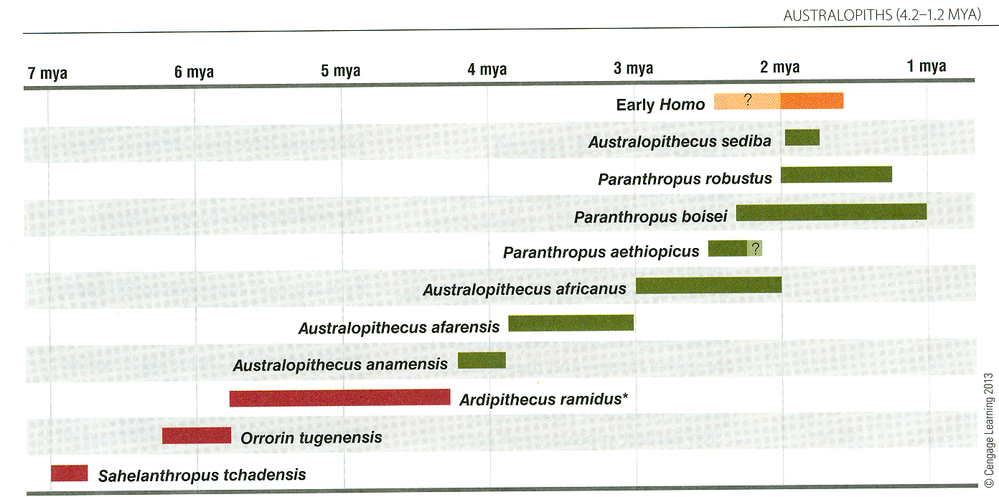 AUSTRALOPITHS (4.2–1.2 MYA)
7 mya 6 mya 5 mya 4 mya 3 mya 2 mya 1 mya
Early Homo ?
Australopithecus sediba
Paranthropus robustus
Paranthropus boisei
Paranthropus aethiopicus ?
Australopithecus africanus
Australopithecus afarensis
Australopithecus anamensis
Ardipithecus ramidus*
Orrorin tugenensis
Sahelanthropus tchadensis
© Cengage Learning 2013